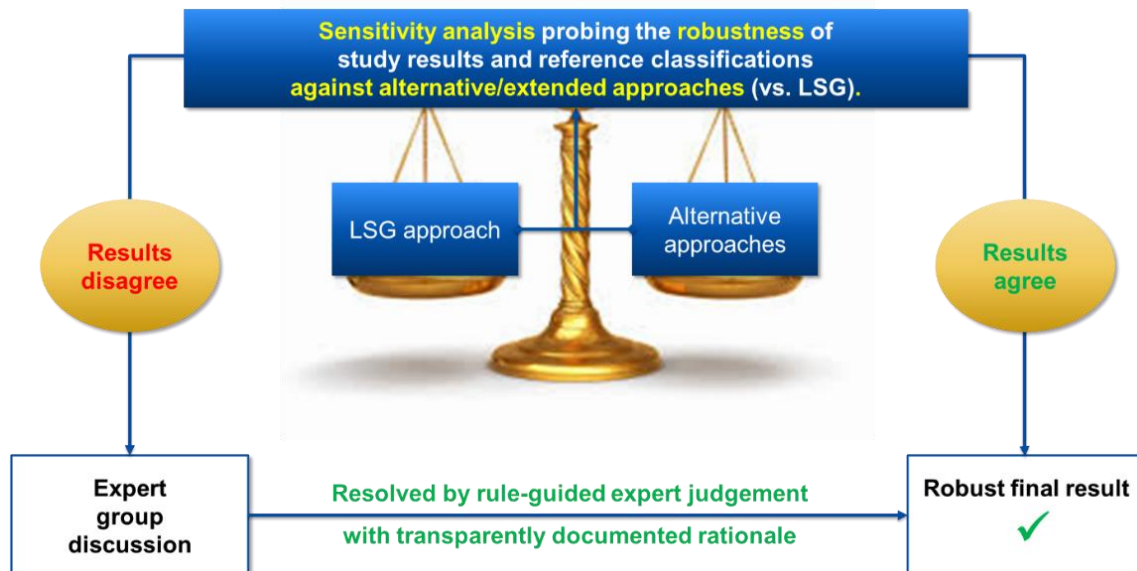 Sensitivity analysis probing the robustness of
study results and reference classifications
against alternative/extended approaches (vs. LSG).
LSG approach
Alternative
approaches
Results
disagree
Results
agree
Expert
group
discussion
Resolved by rule-guided expert judgement
with transparently documented rationale
Robust final result